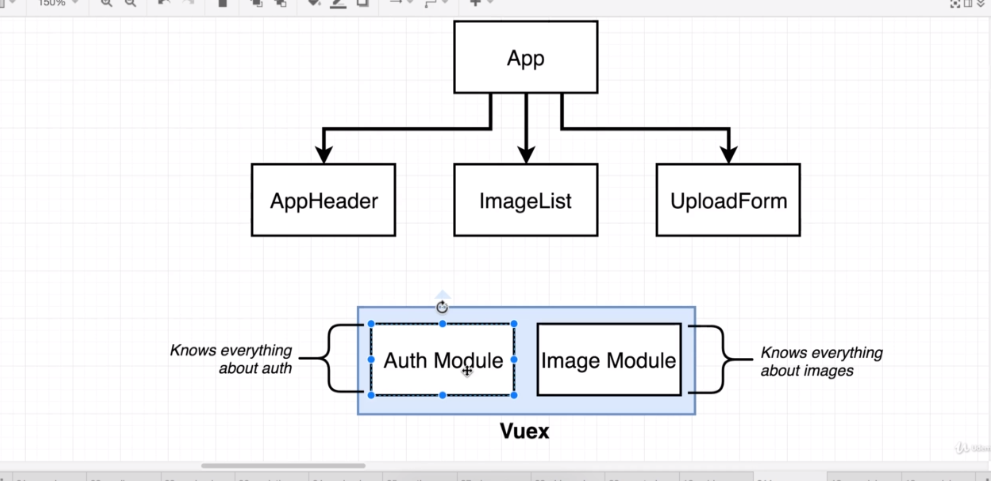 150%
App
AppHeader
ImageList
UploadForm
Knows everything
about auth
Auth Module
Image Module
Knows everything
about images
Vuex